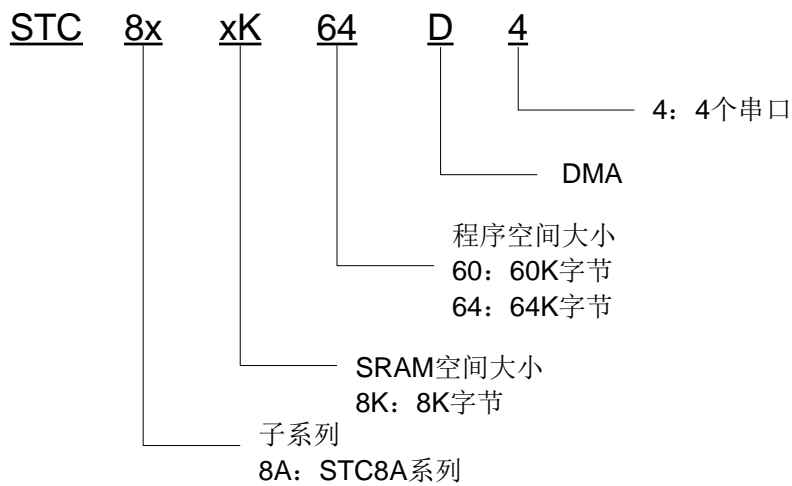 STC 8x xK 64 D 4
4：4个串口
DMA
程序空间大小
60：60K字节
64：64K字节
SRAM空间大小
8K：8K字节
子系列
8A：STC8A系列